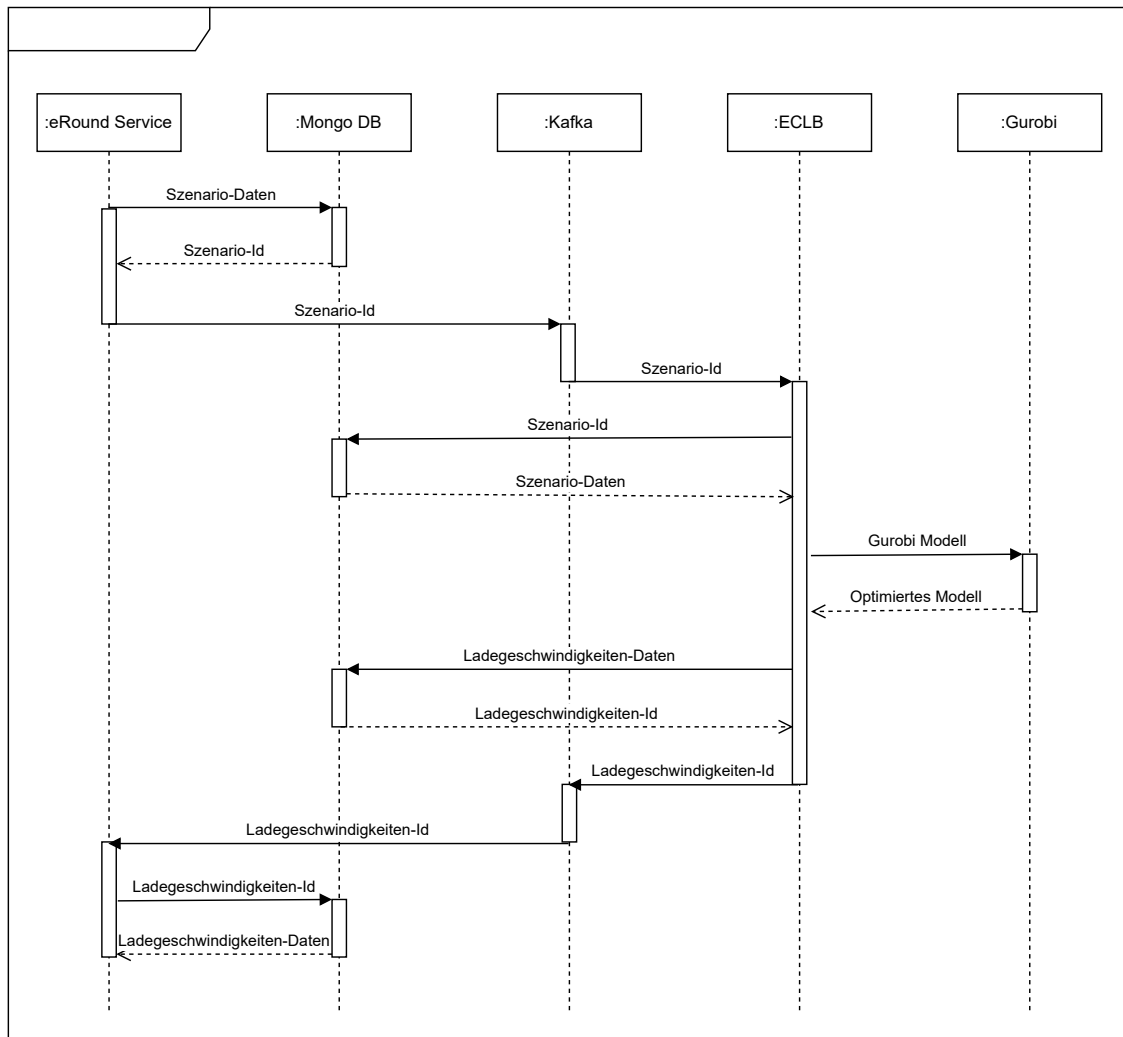 :eRound Service
:Mongo DB
:Kafka
:ECLB
:Gurobi
Szenario-Daten
Szenario-Id
Szenario-Id
Szenario-Id
Szenario-Id
Szenario-Daten
Gurobi Modell
Optimiertes Modell
Ladegeschwindigkeiten-Daten
Ladegeschwindigkeiten-Id
Ladegeschwindigkeiten-Id
Ladegeschwindigkeiten-Id
Ladegeschwindigkeiten-Id
Ladegeschwindigkeiten-Daten